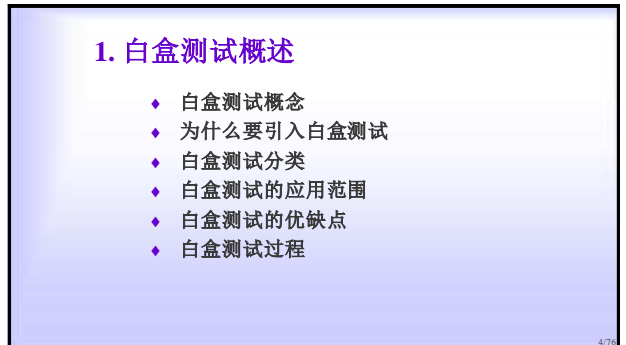 1. 白盒测试概述
♦ 白盒测试概念
♦ 为什么要引入白盒测试
♦ 白盒测试分类
♦ 白盒测试的应用范围
♦ 白盒测试的优缺点
♦ 白盒测试过程
4/76